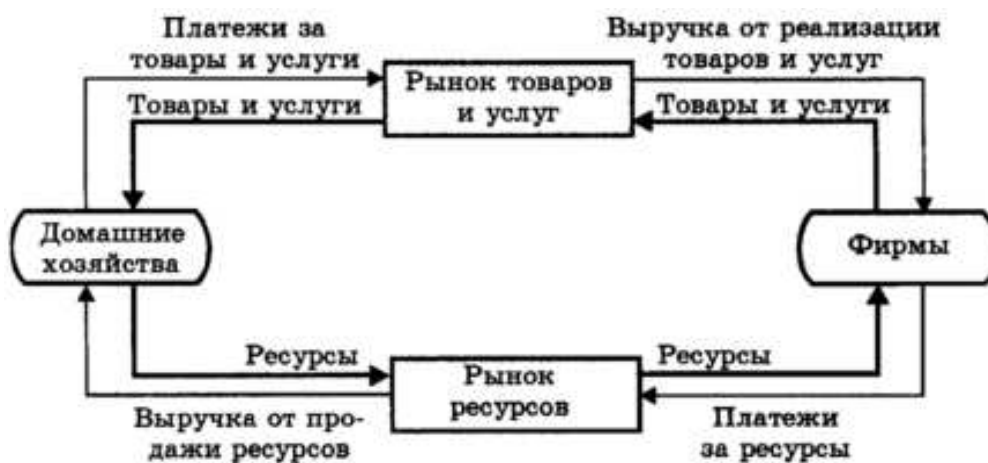 Платежи за
товары и услуги
Выручка от реализации
товаров и услуг
Рынок товаров
и услуг
Товары и услуги
Товары и услуги
Домашние
хозяйства
Фирмы
Ресурсы
Рынок
ресурсов
Ресурсы
Выручка от про-
дажи ресурсов
Платежи
за ресурсы